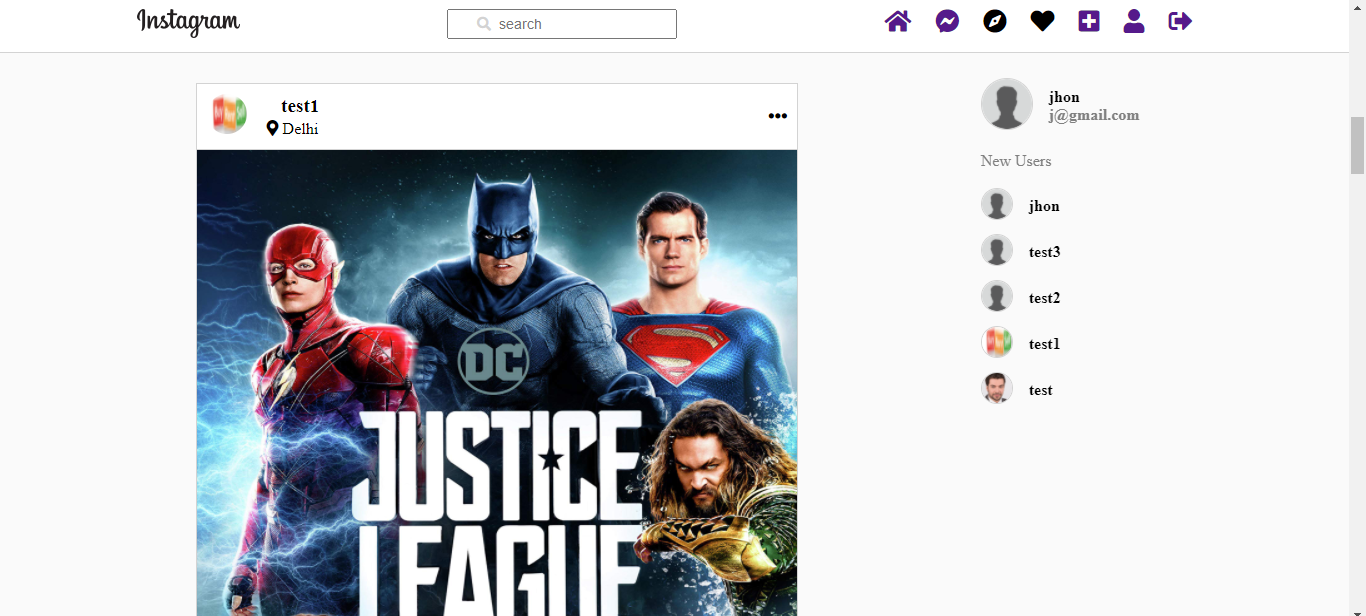 Instagram
search
test1
Delhi
DC
JUSTICE
LEAGUE
jhon
j@gmail.com
New Users
jhon
test3
test2
test1
test